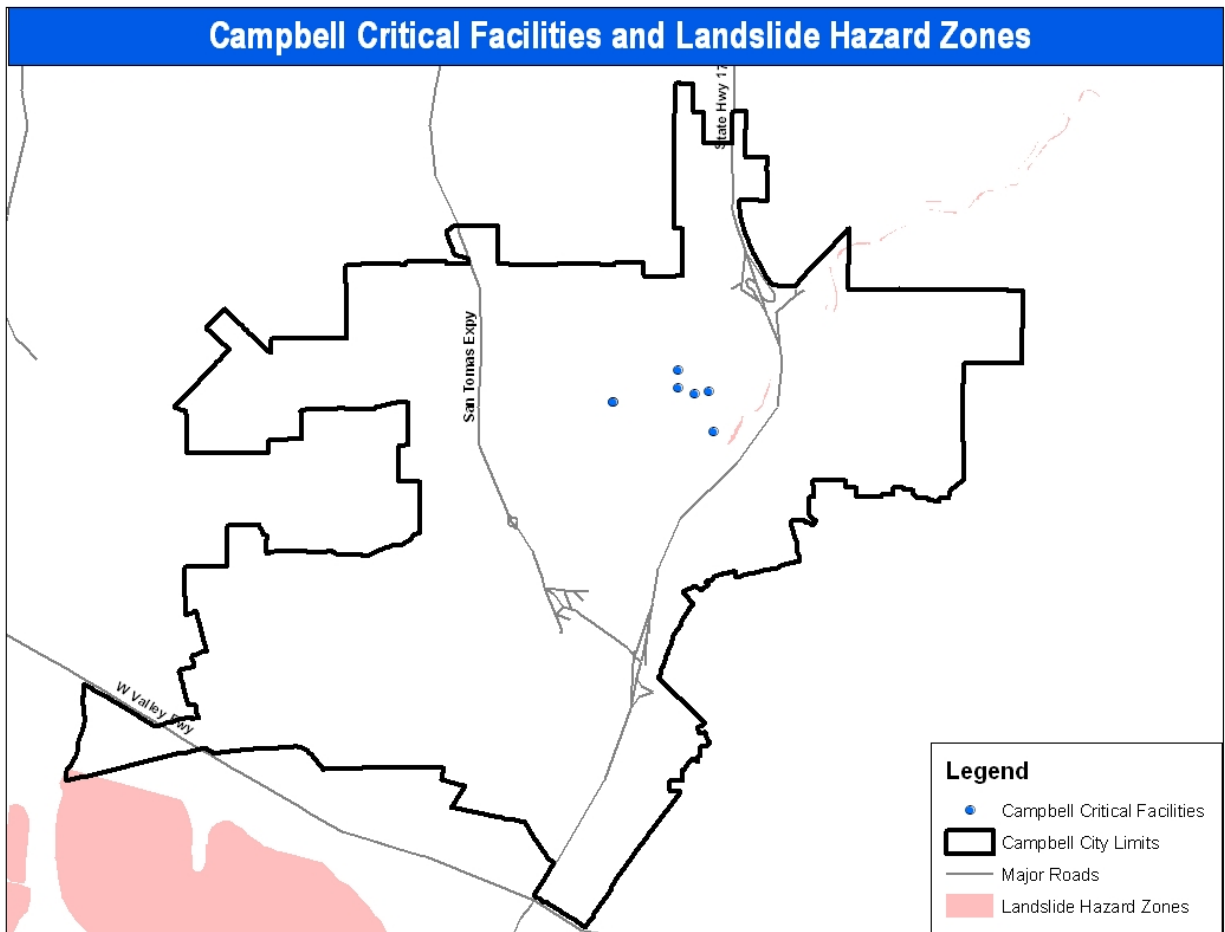 Campbell Critical Facilities and Landslide Hazard Zones
State Hwy 17
San Tomas Expy
W Valley Fwy
Legend
Campbell Critical Facilities
Campbell City Limits
Major Roads
Landslide Hazard Zones